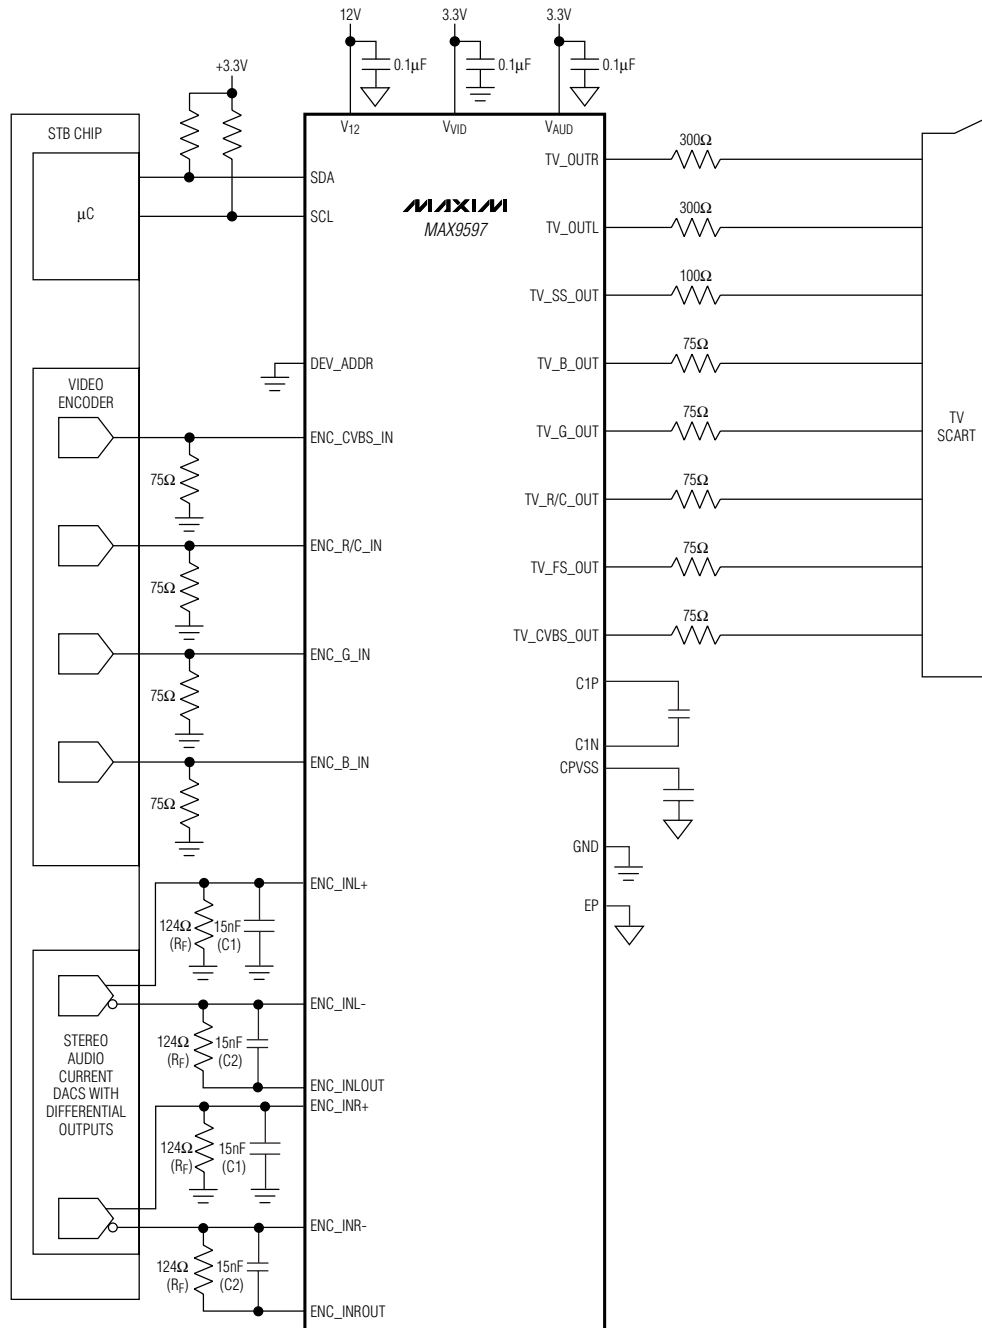 12V
3.3V
3.3V
0.1μF
0.1μF
0.1μF
+3.3V
STB CHIP
μC
V12
VVID
VAUD
SDA
SCL
MAXIM
MAX9597
TV_OUTR
300Ω
TV_OUTL
300Ω
TV_SS_OUT
100Ω
DEV_ADDR
TV_B_OUT
75Ω
VIDEO
ENCODER
ENC_CVBS_IN
75Ω
TV_G_OUT
75Ω
TV
SCART
TV_R/C_OUT
75Ω
ENC_R/C_IN
75Ω
TV_FS_OUT
75Ω
TV_CVBS_OUT
75Ω
ENC_G_IN
75Ω
C1P
C1N
CPVSS
ENC_B_IN
75Ω
GND
EP
ENC_INL+
124Ω
(RF)
15nF
(C1)
ENC_INL-
124Ω
(RF)
15nF
(C2)
ENC_INLOUT
STEREO
AUDIO
CURRENT
DACS WITH
DIFFERENTIAL
OUTPUTS
ENC_INR+
124Ω
(RF)
15nF
(C1)
ENC_INR-
124Ω
(RF)
15nF
(C2)
ENC_INROUT